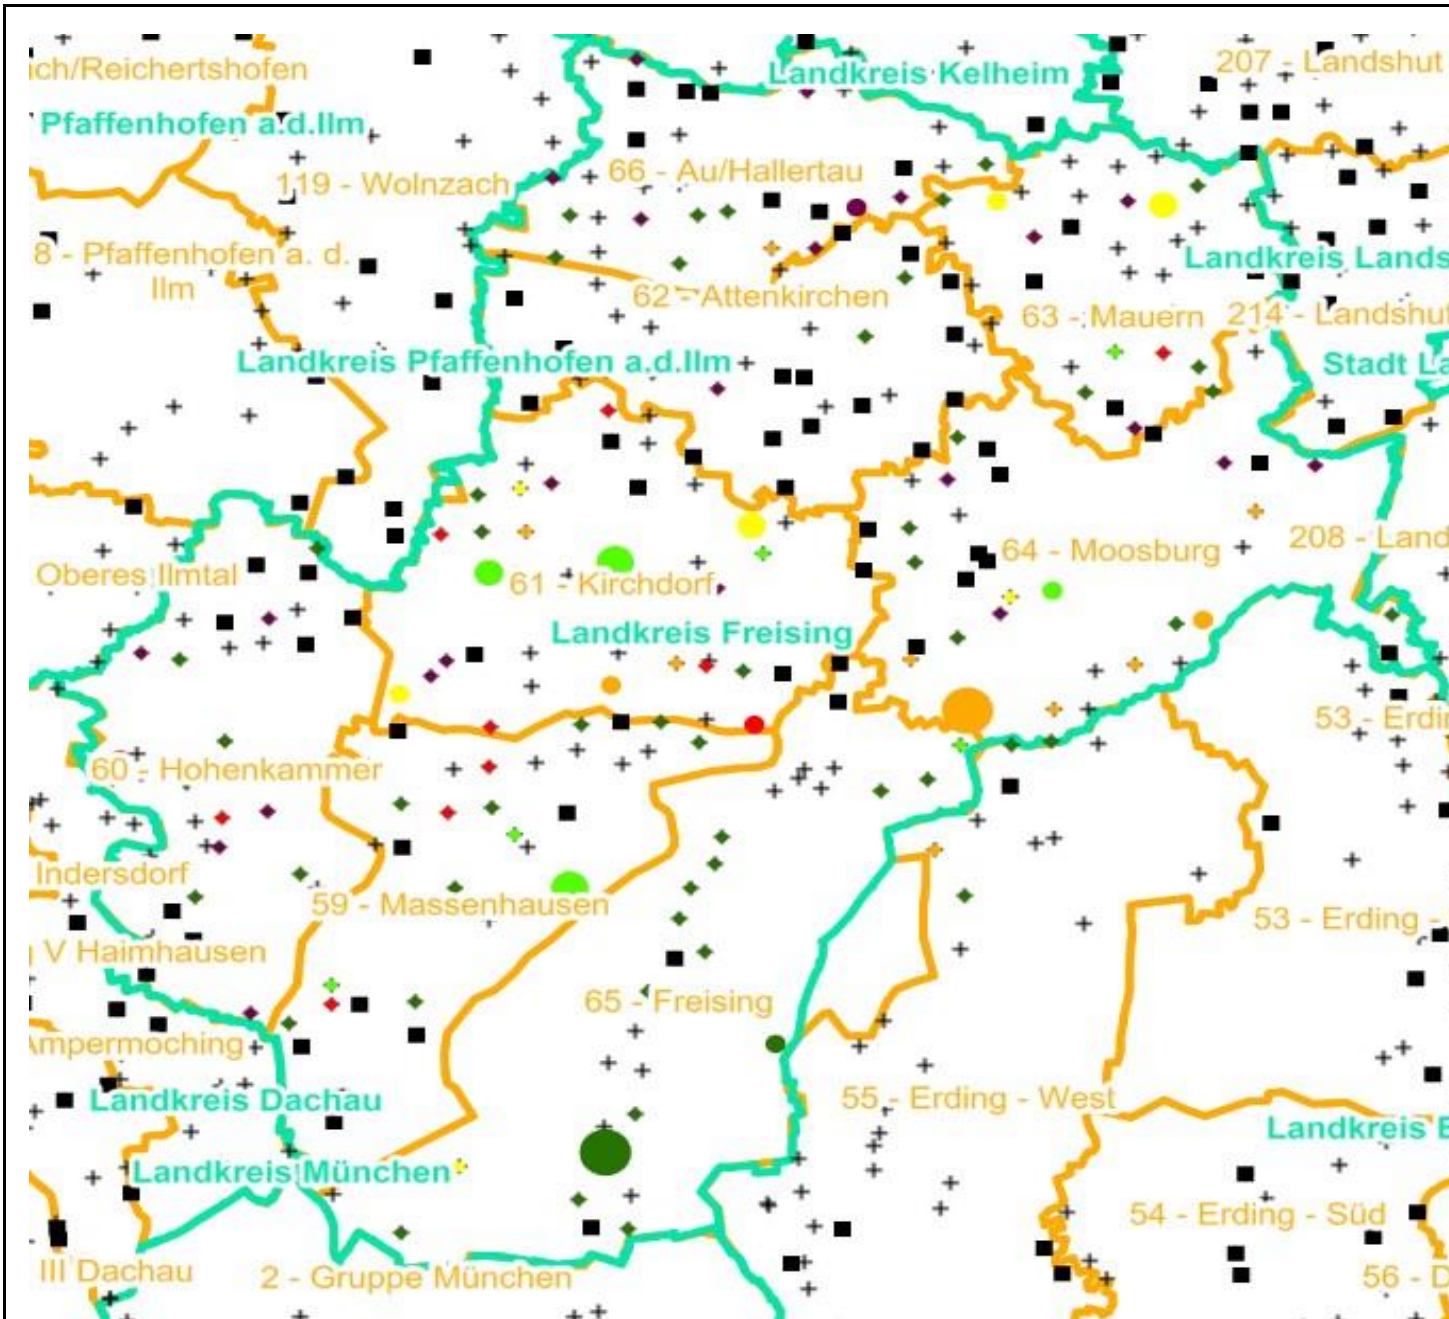 207 - Landshut
ach/Reichertshofen
Landkreis Kelheim
Pfaffenhofen a.d.Ilm
66 - Au/Hallertau
119 - Wolnzach
8 - Pfaffenhofen a. d.
Ilm
Landkreis Lands
62 - Attenkirchen
63 - Mauern
214 - Landshut
Landkreis Pfaffenhofen a.d.Ilm
Stadt La
208 - Land
64 - Moosburg
Oberes Ilmtal
61 - Kirchdorf
Landkreis Freising
53 - Erdi
60 - Hohenkammer
Indersdorf
59 - Massenhausen
53 - Erding -
V Haimhausen
65 - Freising
Ampermoching
Landkreis Dachau
55 - Erding - West
Landkreis E
Landkreis München
54 - Erding - Süd
III Dachau
2 - Gruppe München
56 - D